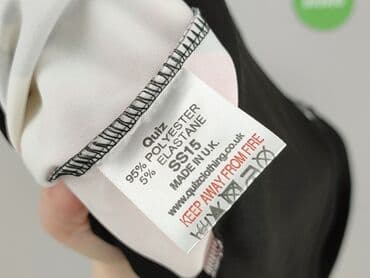 Quiz
95% POLYESTER
5% ELASTANE
SS15
MADE IN U.K.
www.quizclothing.co.uk
KEEP AWAY FROM FIRE